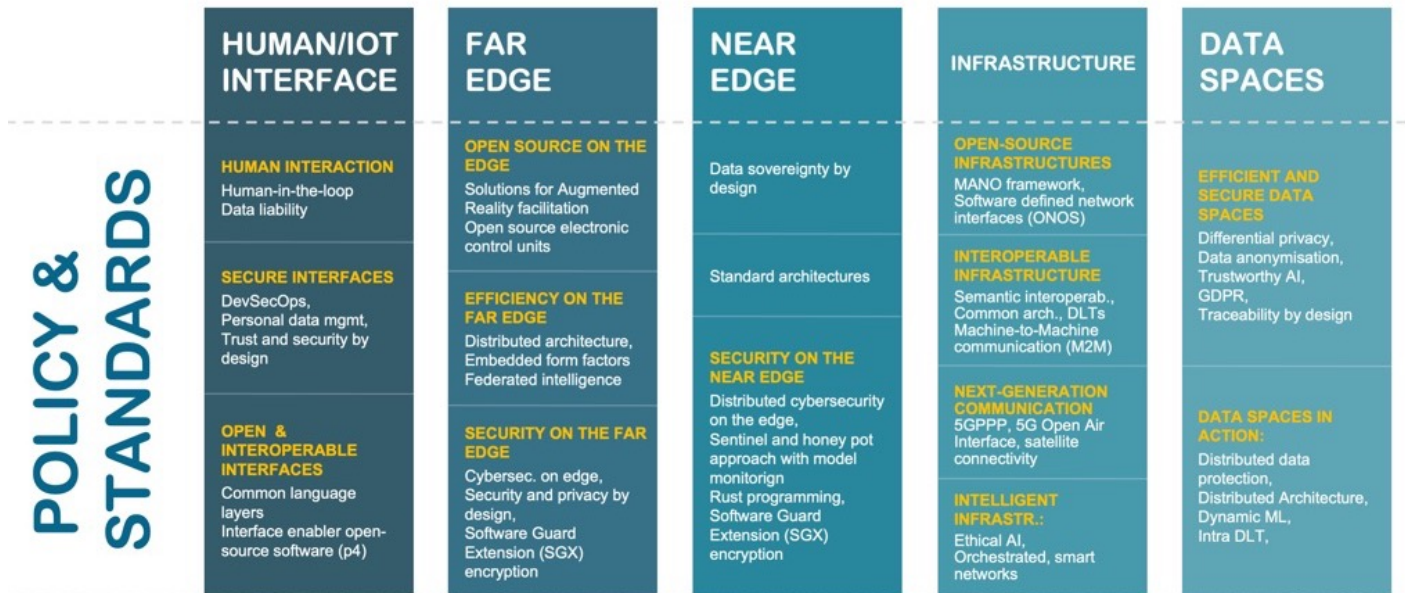 POLICY &
STANDARDS
HUMAN/IOT
INTERFACE
HUMAN INTERACTION
Human-in-the-loop
Data liability
SECURE INTERFACES
DevSecOps,
Personal data mgmt,
Trust and security by
design
OPEN &
INTEROPERABLE
INTERFACES
Common language
layers
Interface enabler open-
source software (p4)
FAR
EDGE
OPEN SOURCE ON THE
EDGE
Solutions for Augmented
Reality facilitation
Open source electronic
control units
EFFICIENCY ON THE
FAR EDGE
Distributed architecture,
Embedded form factors
Federated intelligence
SECURITY ON THE FAR
EDGE
Cybersec. on edge,
Security and privacy by
design,
Software Guard
Extension (SGX)
encryption
NEAR
EDGE
Data sovereignty by
design
Standard architectures
SECURITY ON THE
NEAR EDGE
Distributed cybersecurity
on the edge,
Sentinel and honey pot
approach with model
monitorign
Rust programming,
Software Guard
Extension (SGX)
encryption
INFRASTRUCTURE
OPEN-SOURCE
INFRASTRUCTURES
MANO framework,
Software defined network
interfaces (ONOS)
INTEROPERABLE
INFRASTRUCTURE
Semantic interoperab.,
Common arch., DLTs
Machine-to-Machine
communication (M2M)
NEXT-GENERATION
COMMUNICATION
5GPPP, 5G Open Air
Interface, satellite
connectivity
INTELLIGENT
INFRASTR.:
Ethical AI,
Orchestrated, smart
networks
DATA
SPACES
EFFICIENT AND
SECURE DATA
SPACES
Differential privacy,
Data anonymisation,
Trustworthy AI,
GDPR,
Traceability by design
DATA SPACES IN
ACTION:
Distributed data
protection,
Distributed Architecture,
Dynamic ML,
Intra DLT,